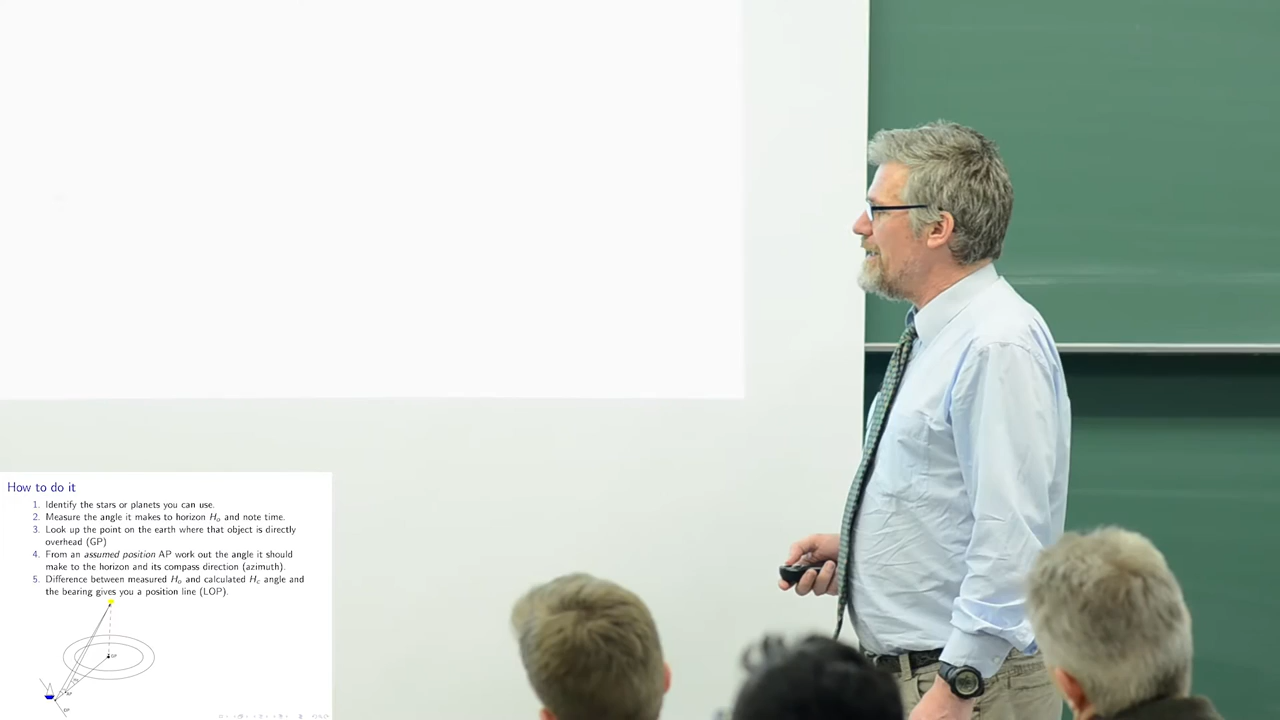 How to do it
1. Identify the stars or planets you can use.
2. Measure the angle it makes to horizon Hₒ and note time.
3. Look up the point on the earth where that object is directly
overhead (GP)
4. From an assumed position AP work out the angle it should
make to the horizon and its compass direction (azimuth).
5. Difference between measured Hₒ and calculated H_c angle and
the bearing gives you a position line (LOP).
GP
AP